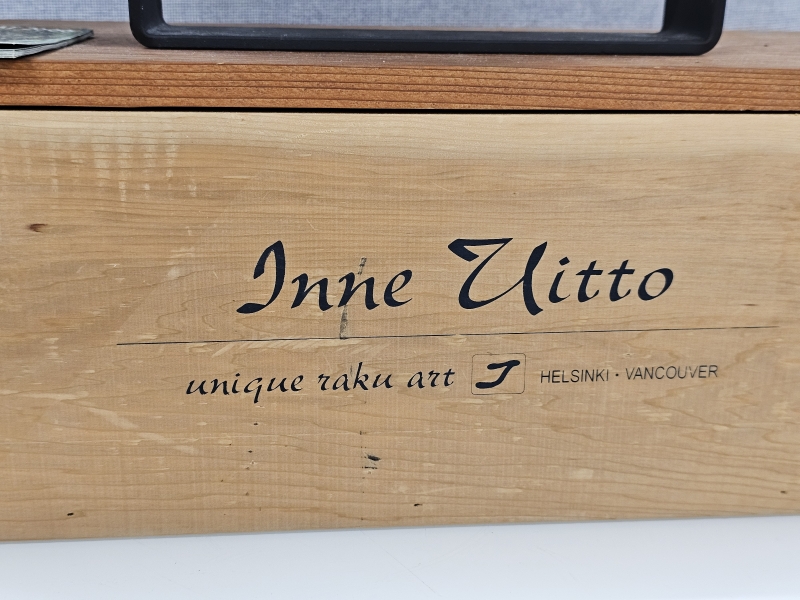 Inne Uitto
unique raku art J HELSINKI · VANCOUVER